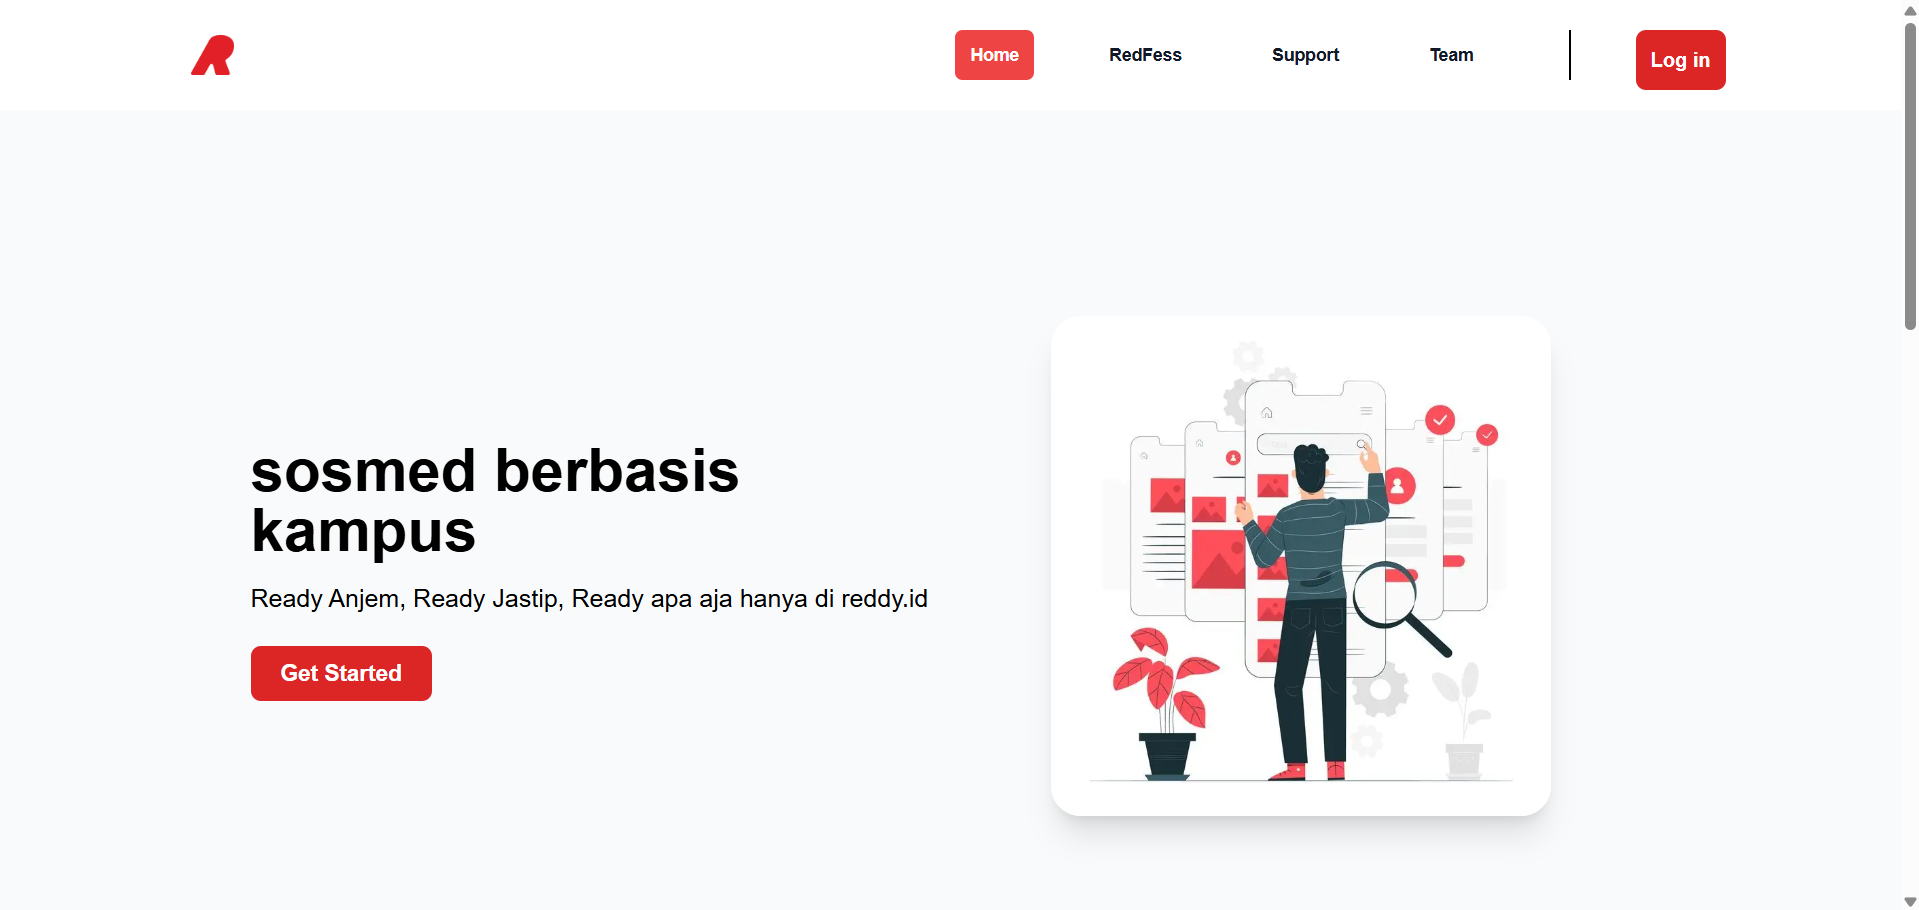 Home
RedFess
Support
Team
Log in
sosmed berbasis
kampus
Ready Anjem, Ready Jastip, Ready apa aja hanya di reddy.id
Get Started